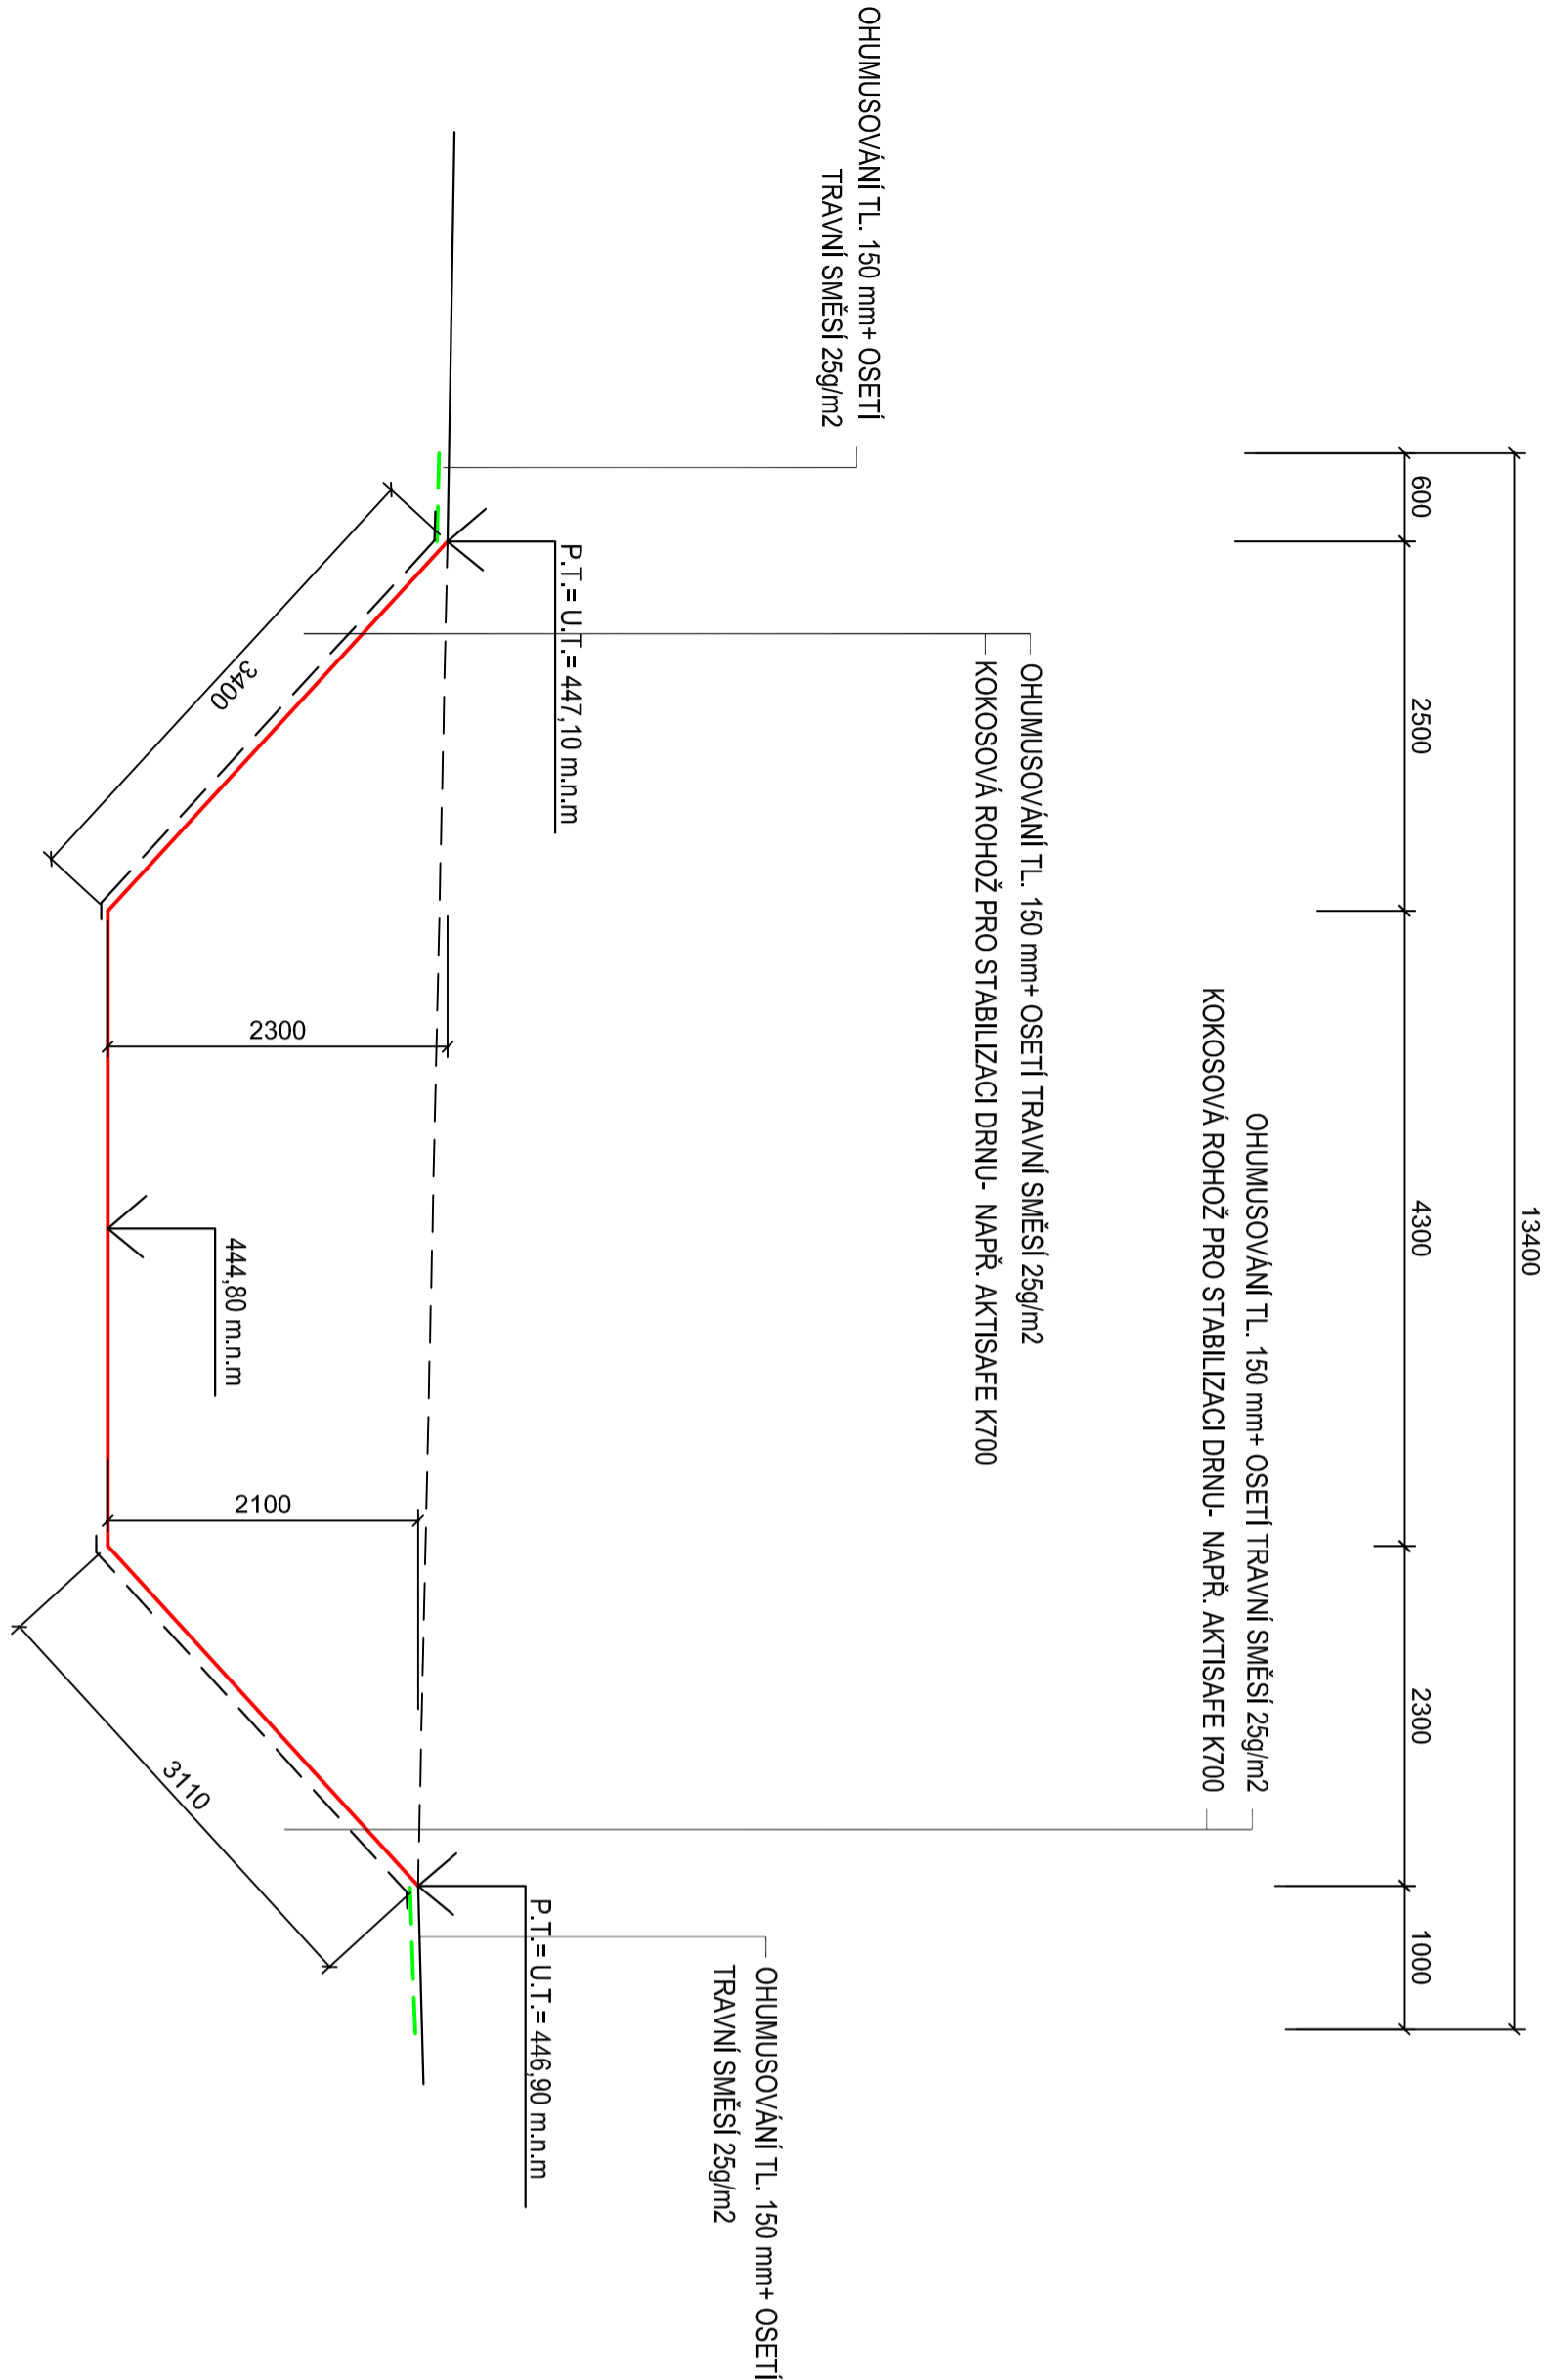 13400
600
2500
4300
2300
1000
OHUMUSOVÁNÍ TL. 150 mm+ OSETÍ TRAVNÍ SMĚSÍ 25g/m2
KOKOSOVÁ ROHOŽ PRO STABILIZACI DRNU- NAPŘ. AKTISAFE K700
OHUMUSOVÁNÍ TL. 150 mm+ OSETÍ TRAVNÍ SMĚSÍ 25g/m2
KOKOSOVÁ ROHOŽ PRO STABILIZACI DRNU- NAPŘ. AKTISAFE K700
OHUMUSOVÁNÍ TL. 150 mm+ OSETÍ
TRAVNÍ SMĚSÍ 25g/m2
OHUMUSOVÁNÍ TL. 150 mm+ OSETÍ
TRAVNÍ SMĚSÍ 25g/m2
P.T.= U.T.= 447,10 m.n.m
P.T.= U.T.= 446,90 m.n.m
2300
2100
444,80 m.n.m
3400
3110